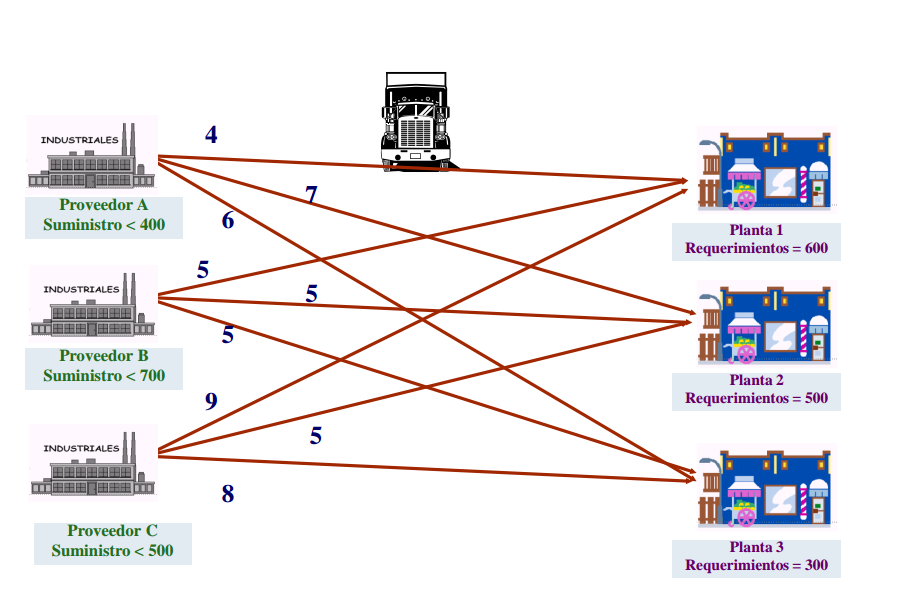 4
INDUSTRIALES
7
6
Proveedor A
Suministro < 400
Planta 1
Requerimientos = 600
5
INDUSTRIALES
5
5
Proveedor B
Suministro < 700
Planta 2
Requerimientos = 500
9
INDUSTRIALES
5
8
Proveedor C
Suministro < 500
Planta 3
Requerimientos = 300